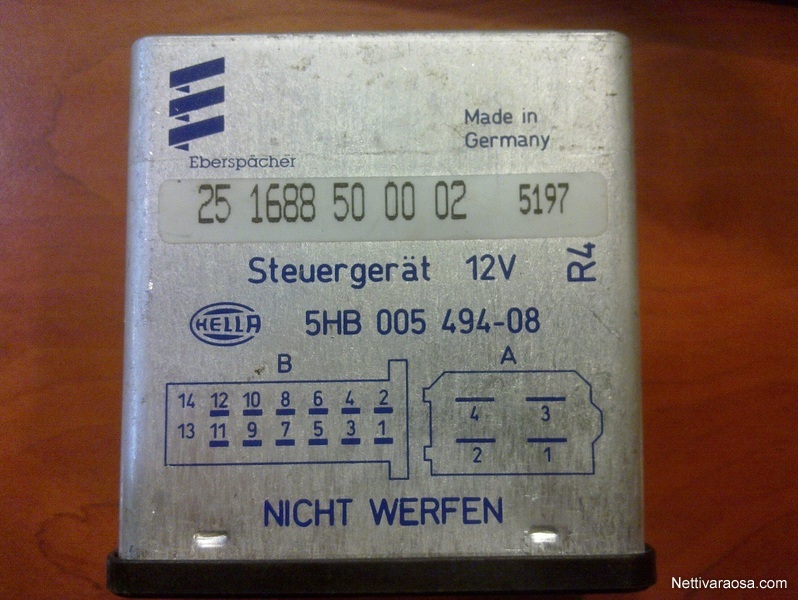 Made in
Germany
Eberspächer
25 1688 50 00 02 5197
Steuergerät 12V R4
HELLA 5HB 005 494-08
B A
14 12 10 8 6 4 2
13 11 9 7 5 3 1
4 3
2 1
NICHT WERFEN
Nettivaraosa.com